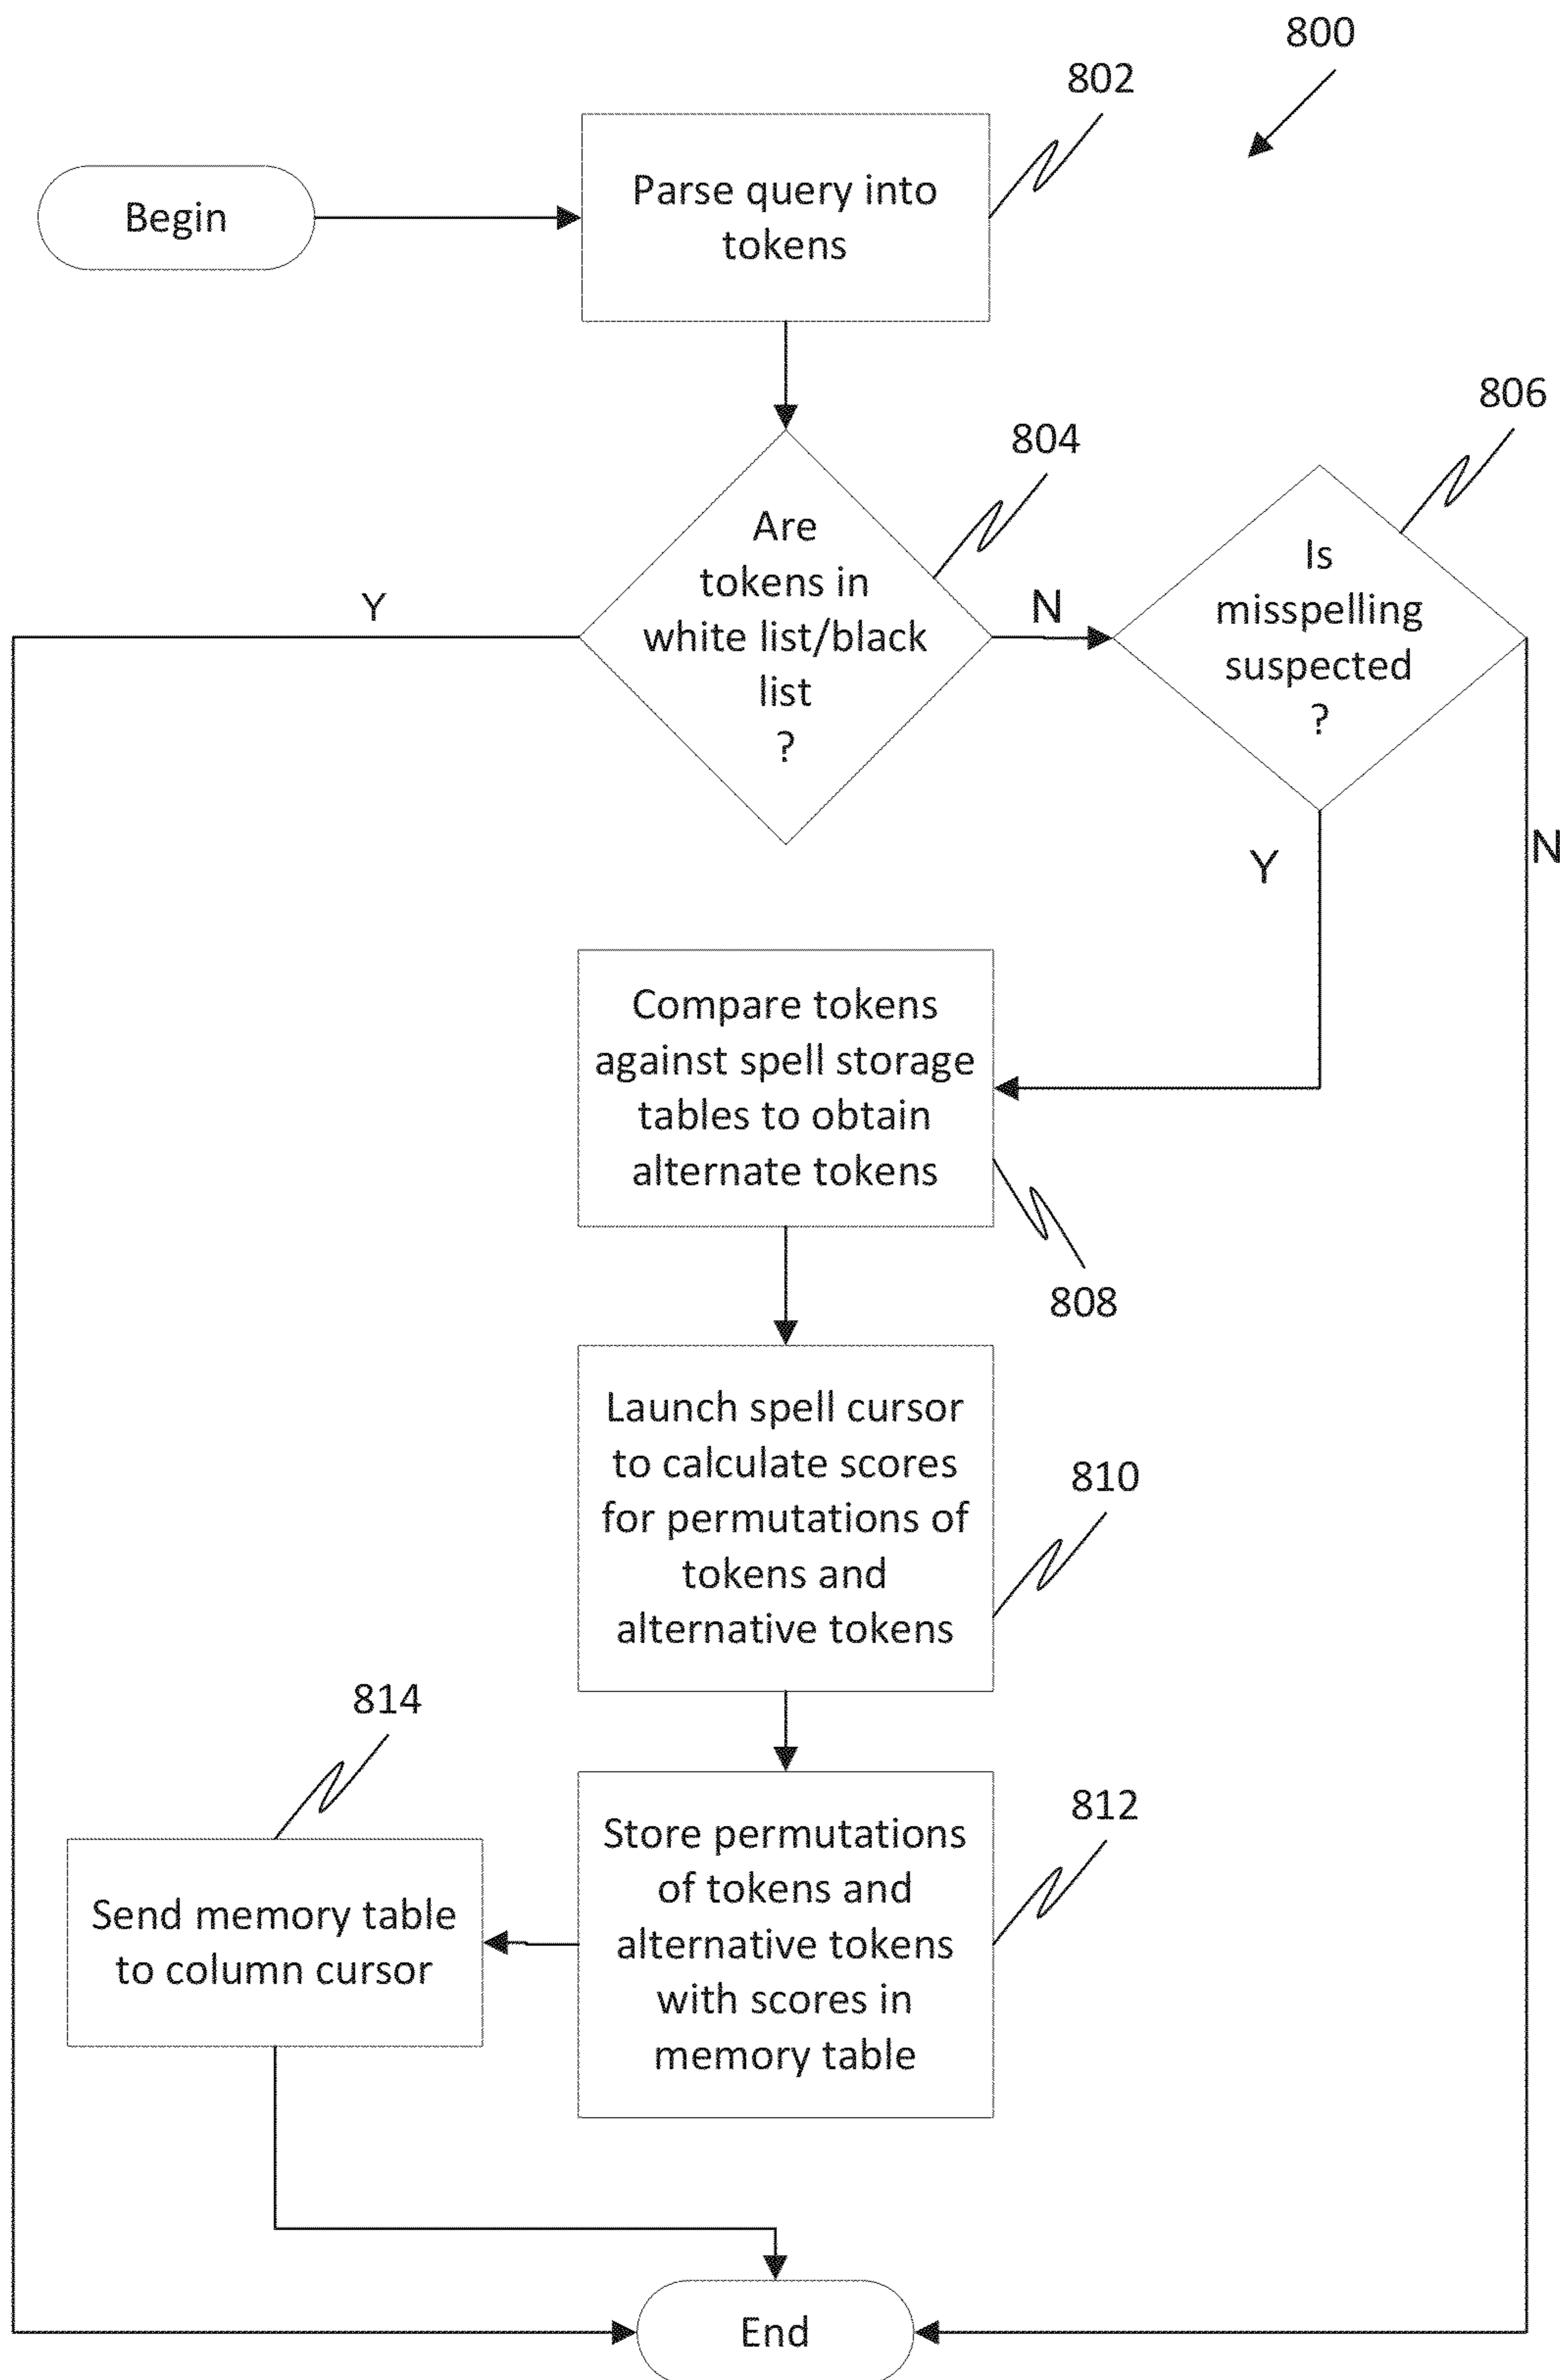 800
802
Begin
Parse query into
tokens
804
806
Are
tokens in
white list/black
list
?
Y
N
Is
misspelling
suspected
?
Y
N
Compare tokens
against spell storage
tables to obtain
alternate tokens
808
Launch spell cursor
to calculate scores
for permutations of
tokens and
alternative tokens
810
814
812
Store permutations
of tokens and
alternative tokens
with scores in
memory table
Send memory table
to column cursor
End